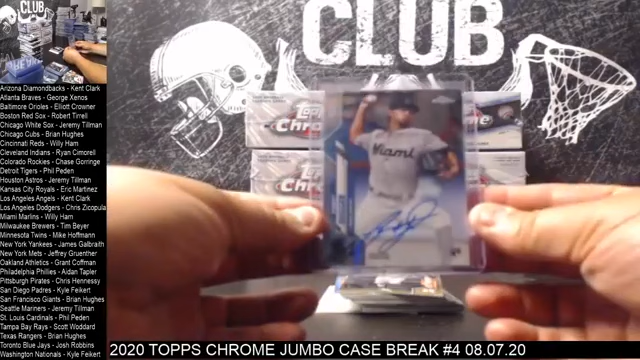 CLUB
CLUB
Arizona Diamondbacks - Kent Clark
Atlanta Braves - George Xenos
Baltimore Orioles - Elliott Crowner
Boston Red Sox - Robert Tirrell
Chicago White Sox - Jeremy Tillman
Chicago Cubs - Brian Hughes
Cincinnati Reds - Willy Ham
Cleveland Indians - Ryan Cimorell
Colorado Rockies - Chase Gorringe
Detroit Tigers - Phil Peden
Houston Astros - Jeremy Tillman
Kansas City Royals - Eric Martinez
Los Angeles Angels - Kent Clark
Los Angeles Dodgers - Chris Zicopula
Miami Marlins - Willy Ham
Milwaukee Brewers - Tim Beyer
Minnesota Twins - Mike Hoffmann
New York Yankees - James Galbraith
New York Mets - Jeffrey Gruenther
Oakland Athletics - Grant Coffman
Philadelphia Phillies - Aidan Tapler
Pittsburgh Pirates - Chris Hennessy
San Diego Padres - Kyle Feikert
San Francisco Giants - Brian Hughes
Seattle Mariners - Jeremy Tillman
St. Louis Cardinals - Phil Peden
Tampa Bay Rays - Scott Woddard
Texas Rangers - Brian Hughes
Toronto Blue Jays - Josh Robbins
Washington Nationals - Kyle Feikert
Topps
Chro
Chr
Miami
2020 TOPPS CHROME JUMBO CASE BREAK #4 08.07.20